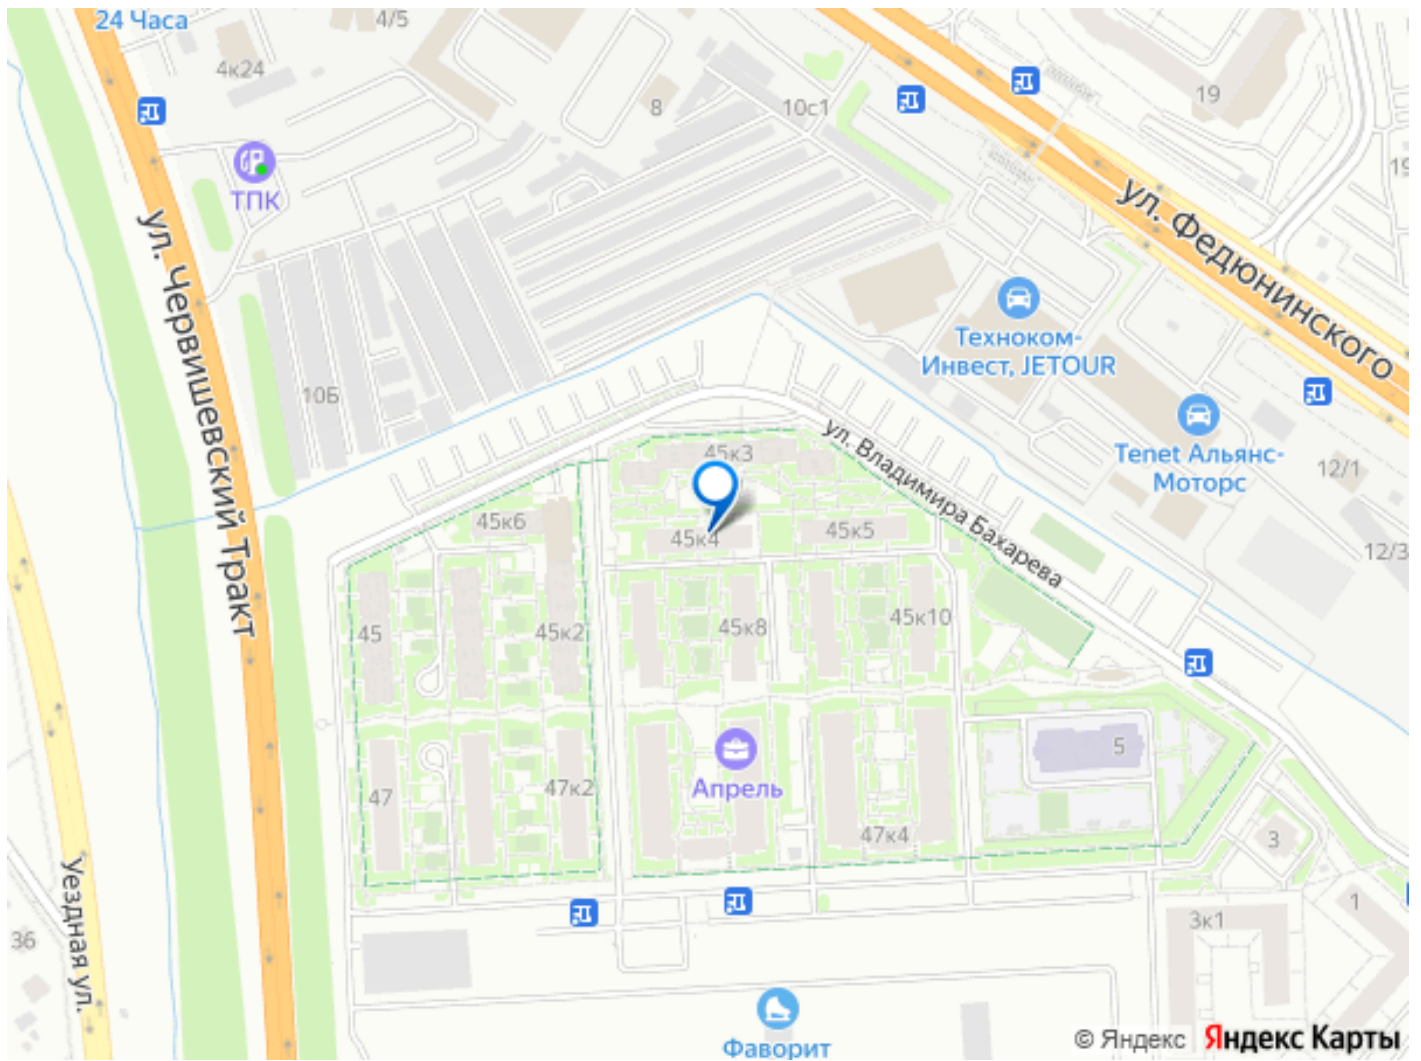 24 Часа
4/5
4к24
8
10с1
19
19
ТПК
ул. Червишевский Тракт
ул. Федюнинского
Техноком-
Инвест, JETOUR
10Б
Tenet Альянс-
Моторс
12/1
12/3
45к3
ул. Владимира Бахарева
45к6
45к4
45к5
45
45к2
45к8
45к10
5
Апрель
47
47к2
47к4
3
Уездная ул.
36
3к1
1
Фаворит
© Яндекс Яндекс Карты